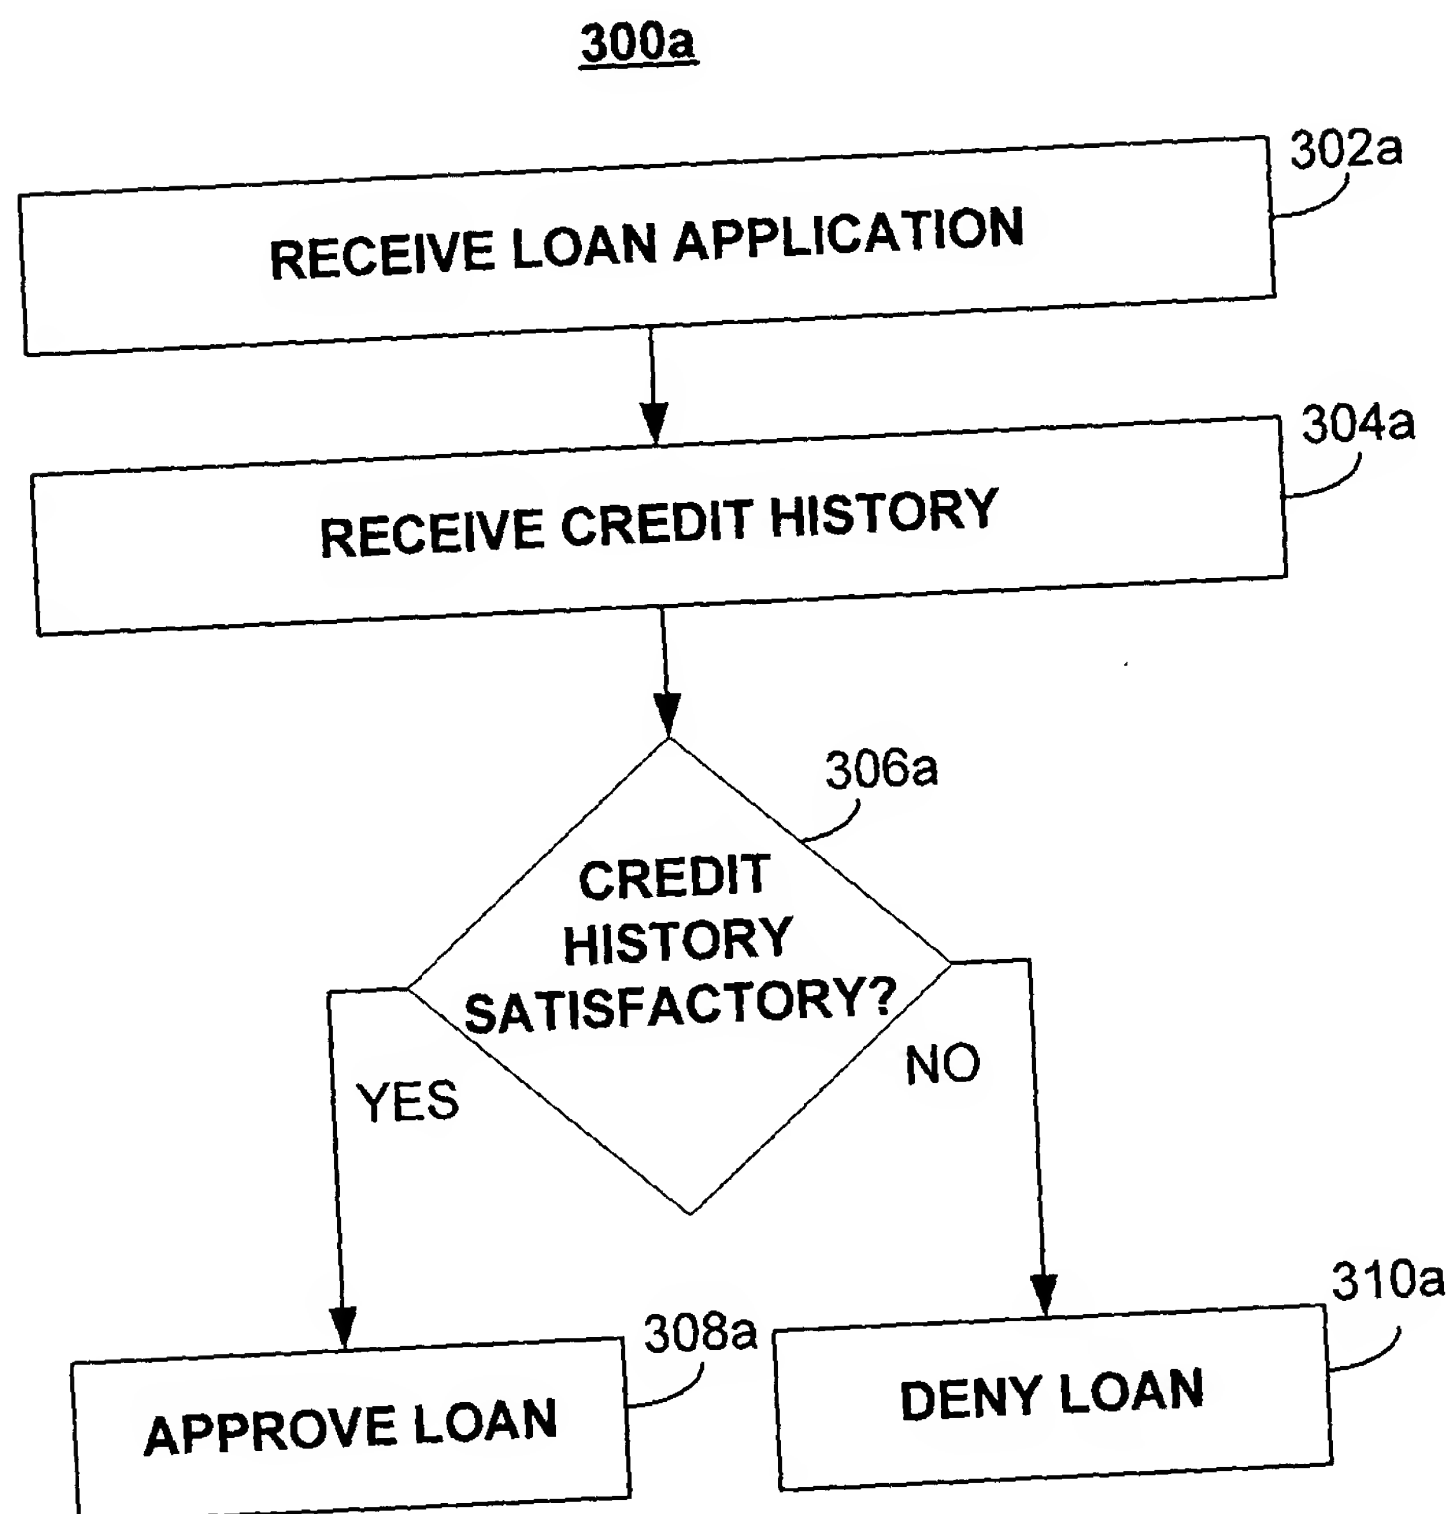 300a
302a
RECEIVE LOAN APPLICATION
304a
RECEIVE CREDIT HISTORY
306a
CREDIT
HISTORY
SATISFACTORY?
YES
NO
308a
APPROVE LOAN
310a
DENY LOAN